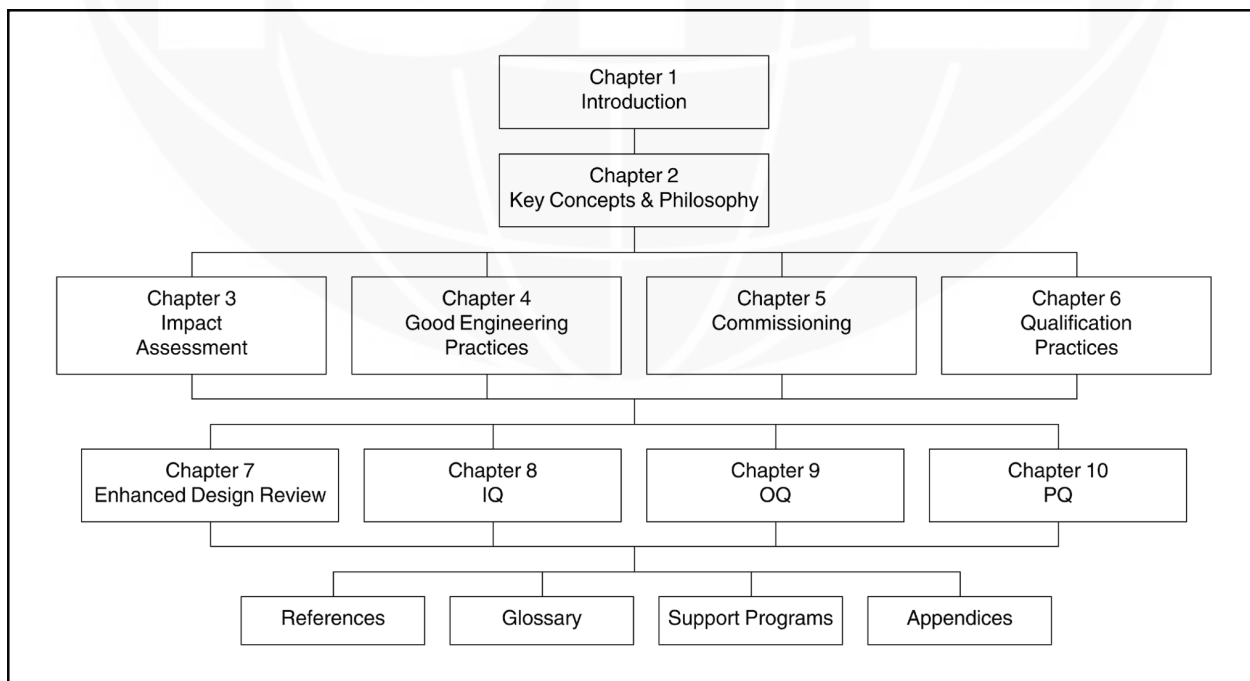 Chapter 1
Introduction
Chapter 2
Key Concepts & Philosophy
Chapter 3
Impact
Assessment
Chapter 4
Good Engineering
Practices
Chapter 5
Commissioning
Chapter 6
Qualification
Practices
Chapter 7
Enhanced Design Review
Chapter 8
IQ
Chapter 9
OQ
Chapter 10
PQ
References
Glossary
Support Programs
Appendices